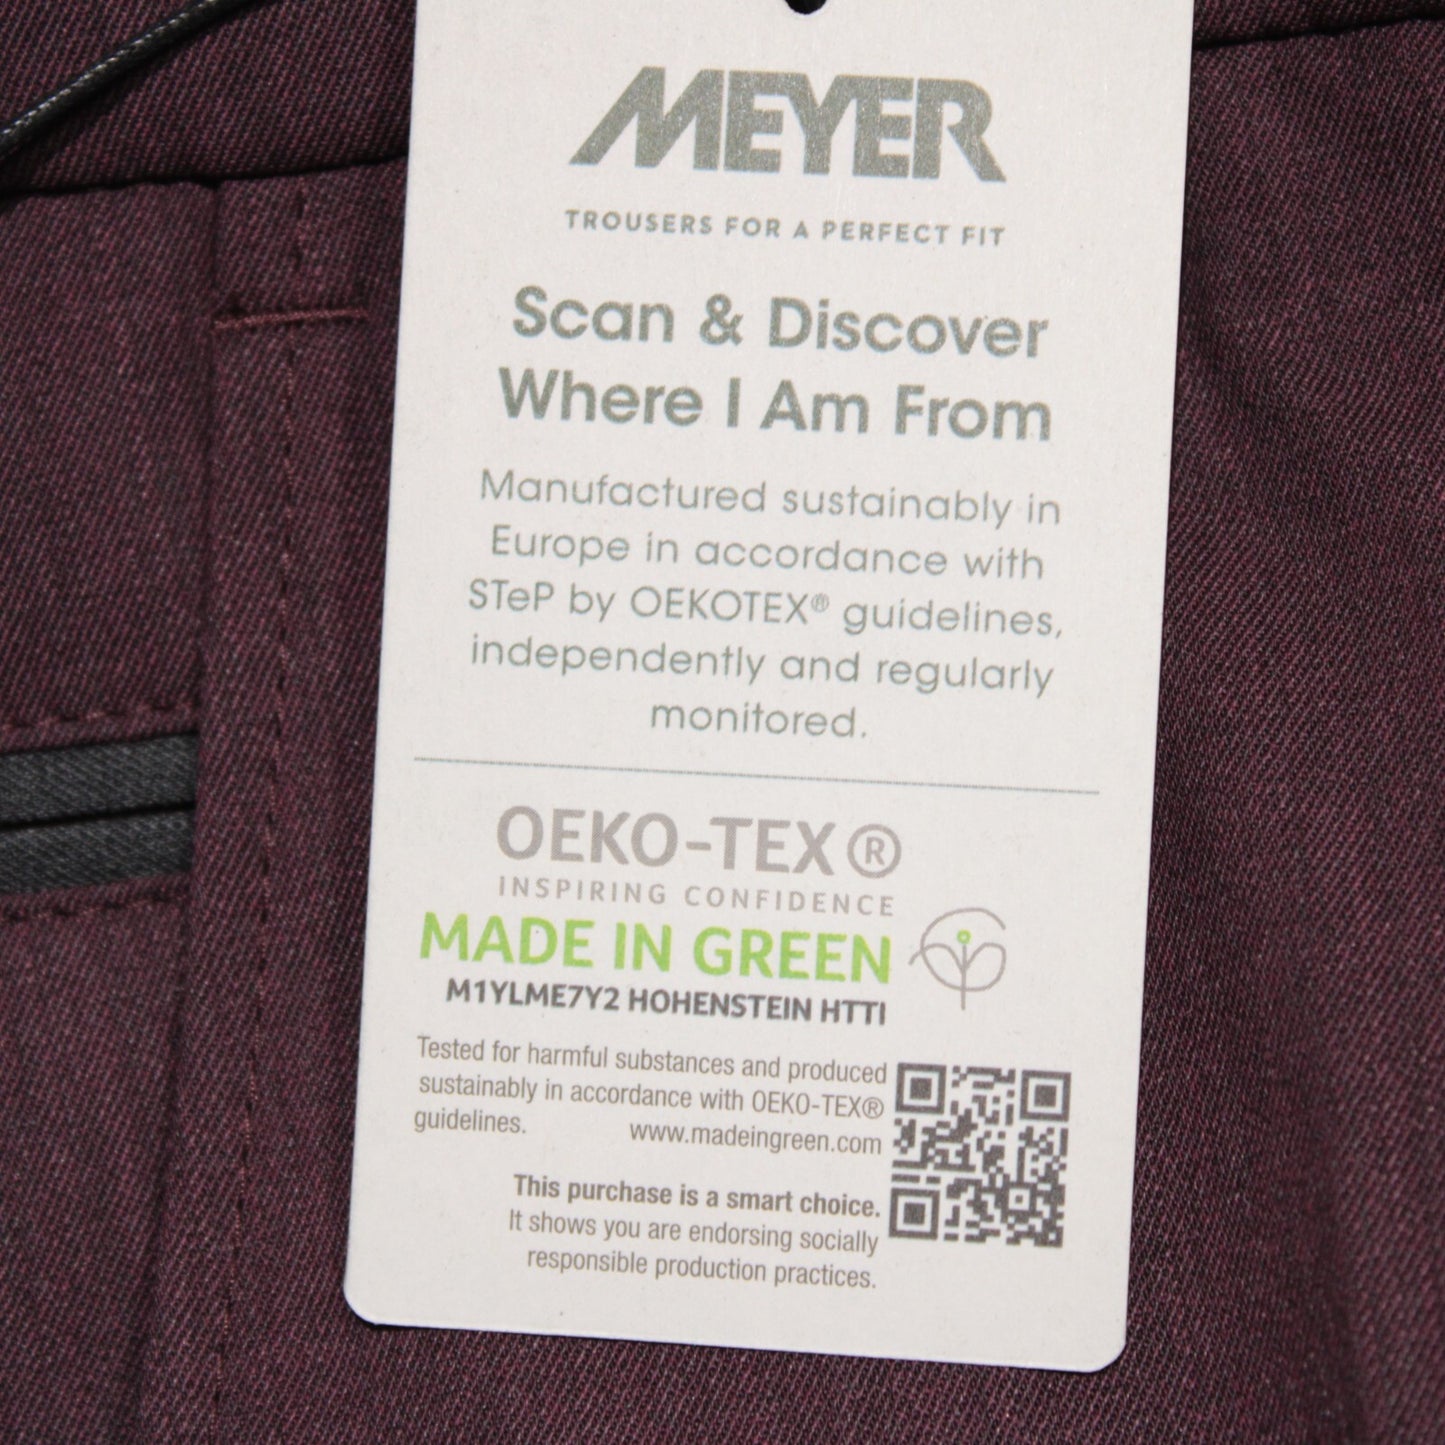 MEYER
TROUSERS FOR A PERFECT FIT
Scan & Discover
Where I Am From
Manufactured sustainably in
Europe in accordance with
STeP by OEKOTEX® guidelines,
independently and regularly
monitored.
OEKO-TEX®
INSPIRING CONFIDENCE
MADE IN GREEN
M1YLME7Y2 HOHENSTEIN HTTI
Tested for harmful substances and produced
sustainably in accordance with OEKO-TEX®
guidelines. www.madeingreen.com
This purchase is a smart choice.
It shows you are endorsing socially
responsible production practices.